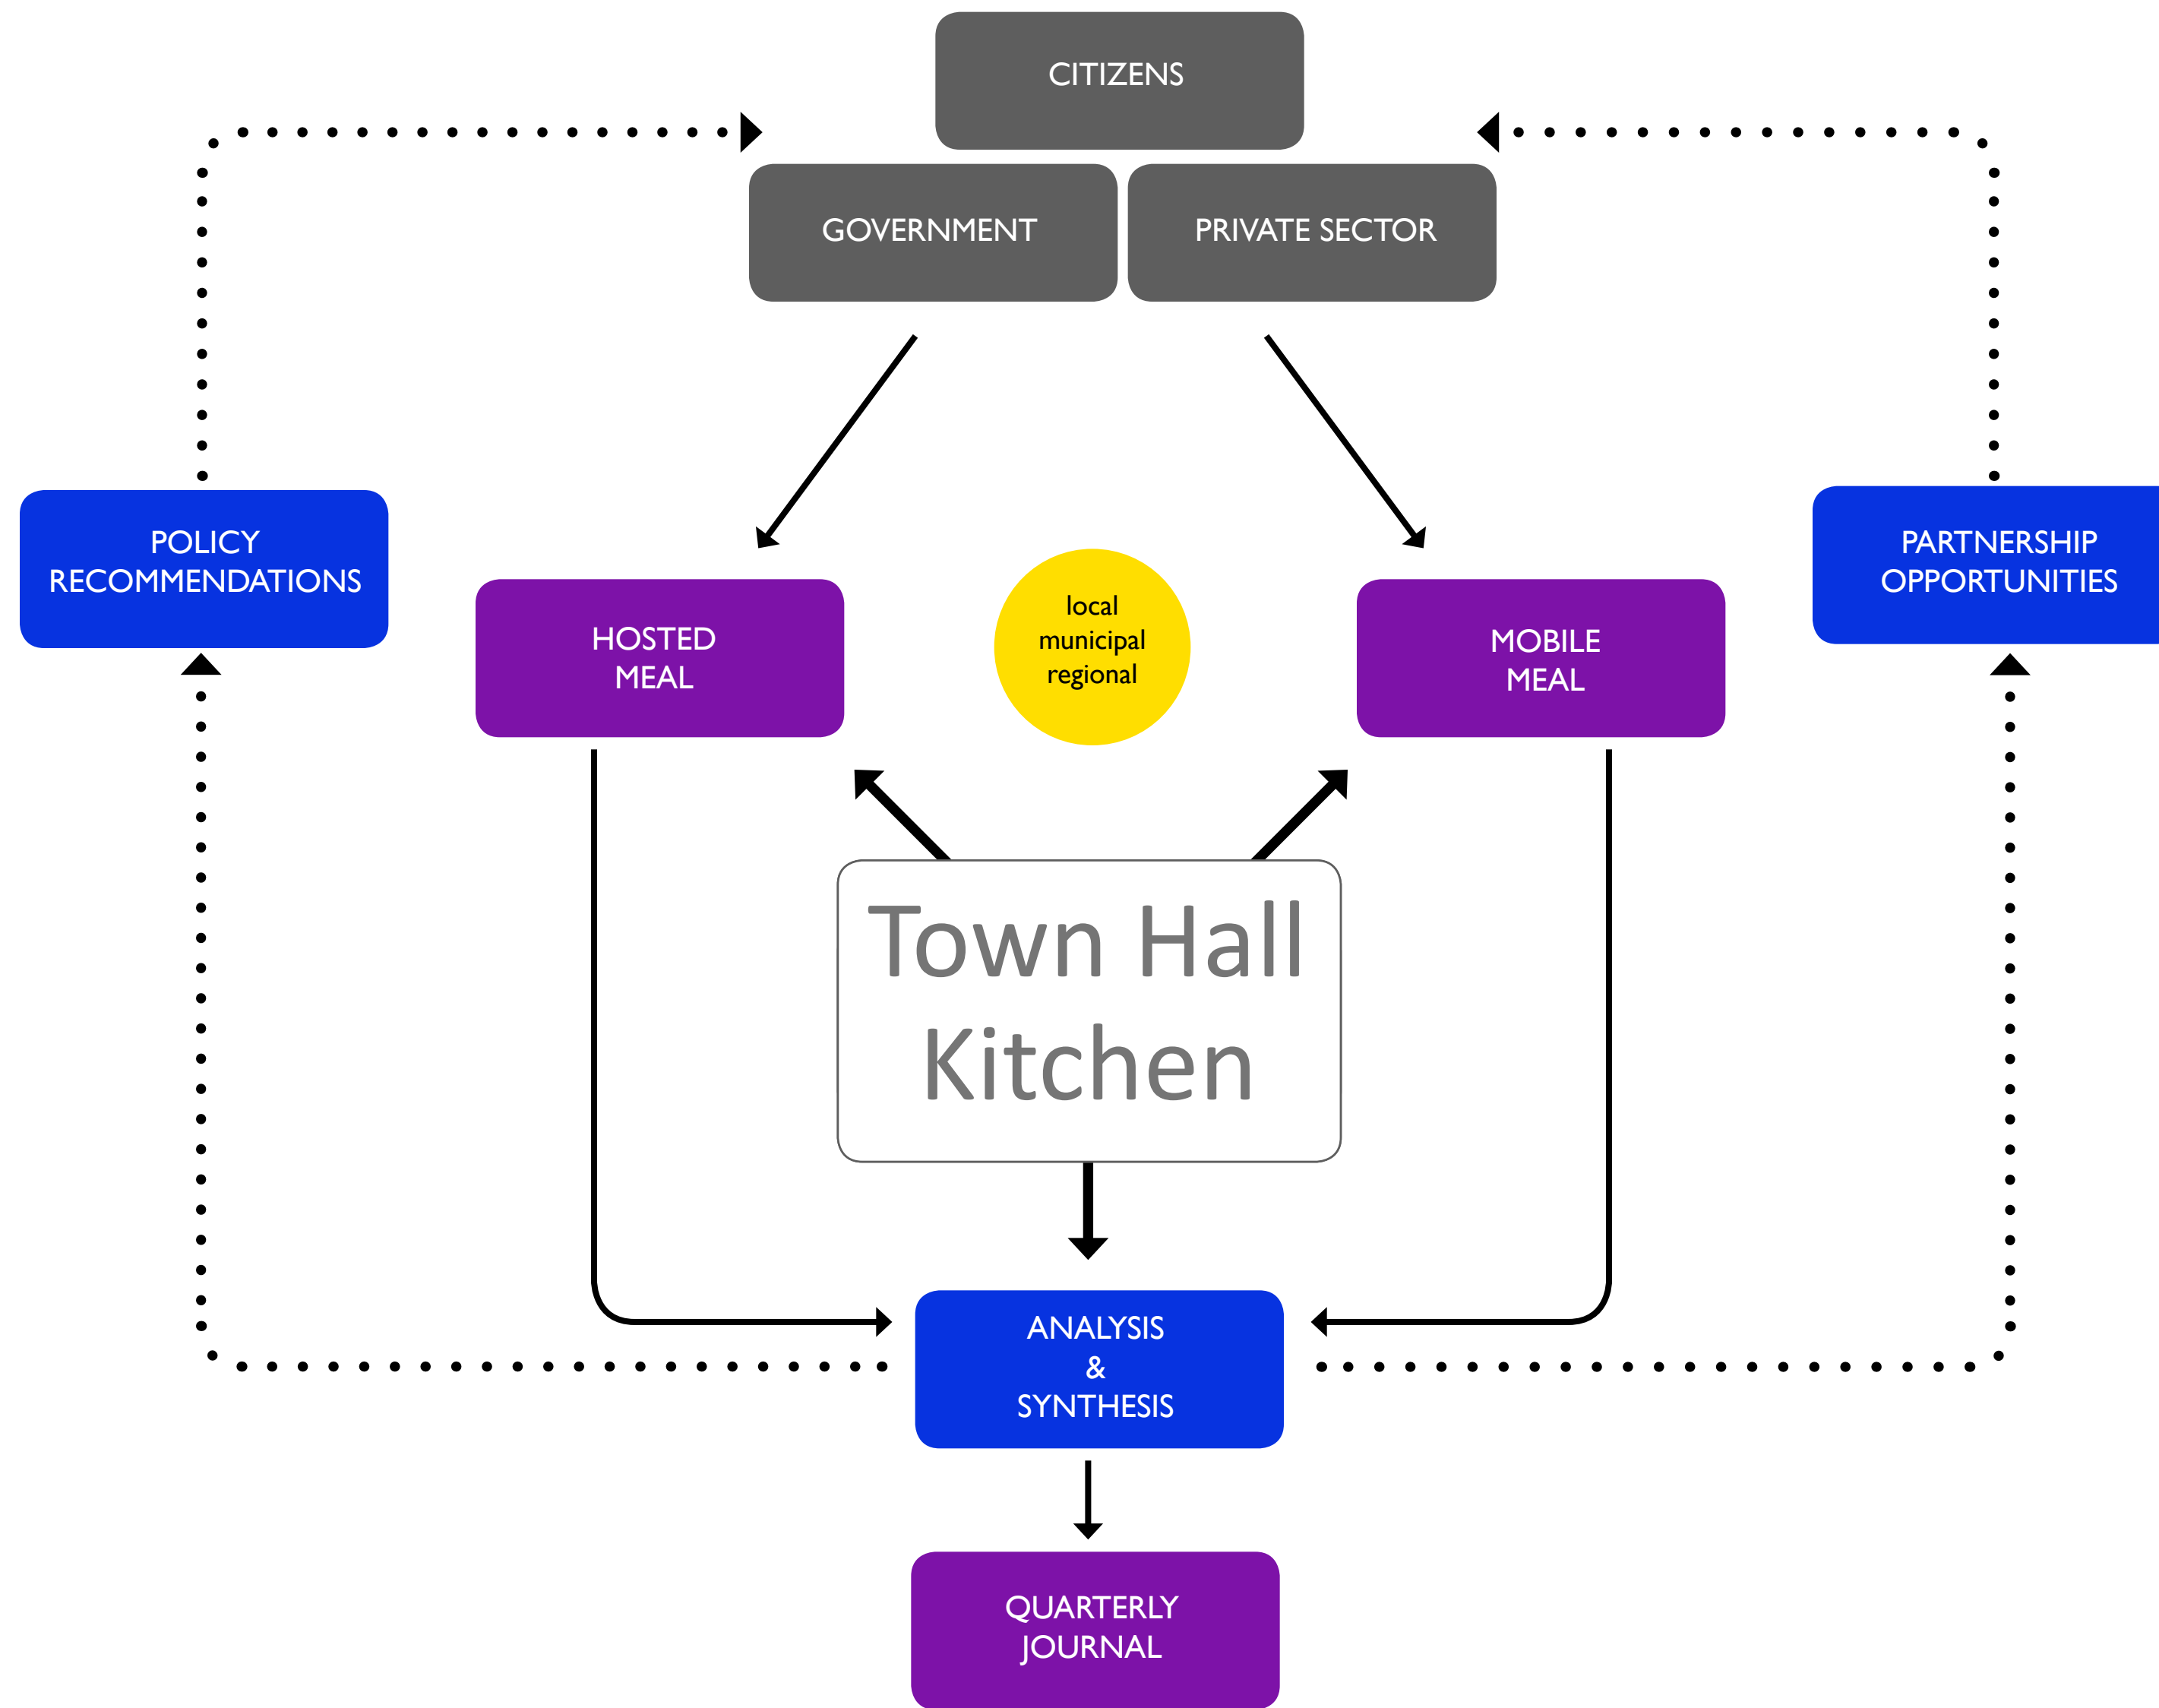 CITIZENS
GOVERNMENT
PRIVATE SECTOR
POLICY
RECOMMENDATIONS
PARTNERSHIP
OPPORTUNITIES
HOSTED
MEAL
local
municipal
regional
MOBILE
MEAL
Town Hall
Kitchen
ANALYSIS
&
SYNTHESIS
QUARTERLY
JOURNAL